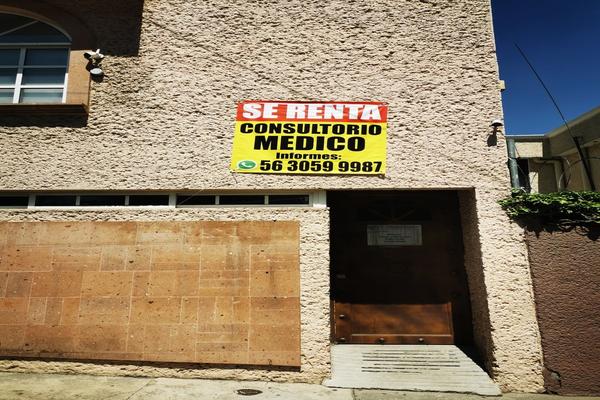 SE RENTA
CONSULTORIO
MEDICO
Informes:
56 3059 9987